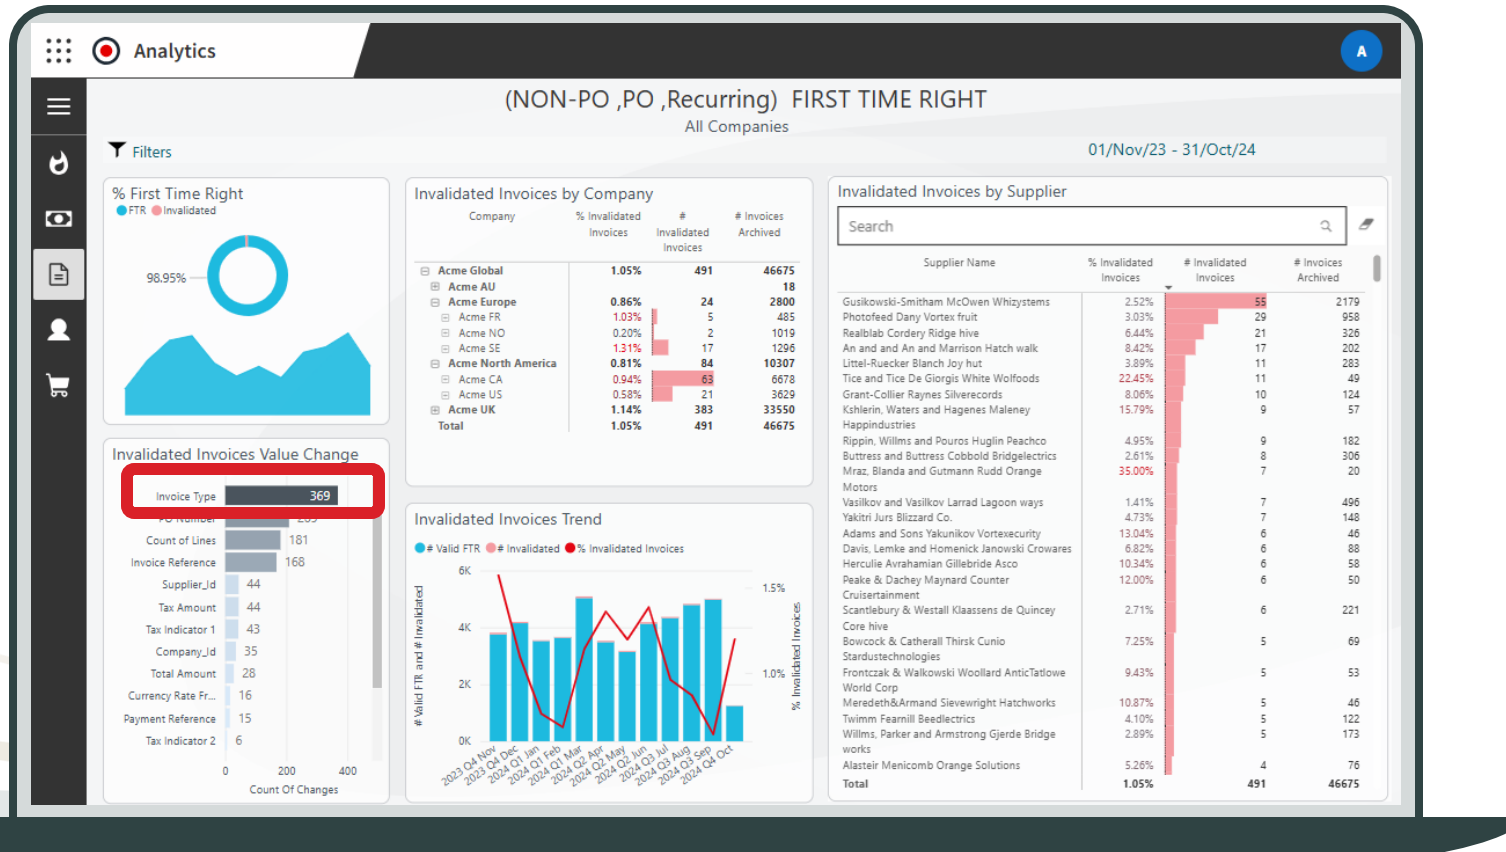 Analytics
A
(NON-PO ,PO ,Recurring)  FIRST TIME RIGHT
All Companies
Filters
01/Nov/23 - 31/Oct/24
% First Time Right
FTR Invalidated
98.95%
Invalidated Invoices Value Change
Invoice Type 369
PO Number
Count of Lines 181
Invoice Reference 168
Supplier_Id 44
Tax Amount 44
Tax Indicator 1 43
Company_Id 35
Total Amount 28
Currency Rate Fr... 16
Payment Reference 15
Tax Indicator 2 6
0 200 400
Count Of Changes
Invalidated Invoices by Company
Company % Invalidated # # Invoices
Invoices Invalidated Archived
Invoices
Acme Global 1.05% 491 46675
Acme AU 18
Acme Europe 0.86% 24 2800
Acme FR 1.03% 5 485
Acme NO 0.20% 2 1019
Acme SE 1.31% 17 1296
Acme North America 0.81% 84 10307
Acme CA 0.94% 63 6678
Acme US 0.58% 21 3629
Acme UK 1.14% 383 33550
Total 1.05% 491 46675
Invalidated Invoices Trend
# Valid FTR # Invalidated % Invalidated Invoices
# Valid FTR and # Invalidated
6K
4K
2K
0K
1.5%
1.0%
% Invalidated Invoices
2023 Q4 Nov
2023 Q4 Dec
2024 Q1 Jan
2024 Q1 Feb
2024 Q1 Mar
2024 Q2 Apr
2024 Q2 May
2024 Q2 Jun
2024 Q3 Jul
2024 Q3 Aug
2024 Q3 Sep
2024 Q4 Oct
Invalidated Invoices by Supplier
Search
Supplier Name % Invalidated # Invalidated # Invoices
Invoices Invoices Archived
Gusikowski-Smitham McOwen Whizystems 2.52% 55 2179
Photofeed Dany Vortex fruit 3.03% 29 958
Realblab Cordery Ridge hive 6.44% 21 326
An and and An and Marrison Hatch walk 8.42% 17 202
Littel-Ruecker Blanch Joy hut 3.89% 11 283
Tice and Tice De Giorgis White Wolfoods 22.45% 11 49
Grant-Collier Raynes Silverecords 8.06% 10 124
Kshlerin, Waters and Hagenes Maleney 15.79% 9 57
Happindustries
Rippin, Willms and Pouros Huglin Peachco 4.95% 9 182
Buttress and Buttress Cobbold Bridgelectrics 2.61% 8 306
Mraz, Blanda and Gutmann Rudd Orange 35.00% 7 20
Motors
Vasilkov and Vasilkov Larrad Lagoon ways 1.41% 7 496
Yakitri Jurs Blizzard Co. 4.73% 7 148
Adams and Sons Yakunikov Vortexecurity 13.04% 6 46
Davis, Lemke and Homenick Janowski Crowares 6.82% 6 88
Herculie Avrahamian Gillebride Asco 10.34% 6 58
Peake & Dachey Maynard Counter 12.00% 6 50
Cruisertainment
Scantlebury & Westall Klaassens de Quincey 2.71% 6 221
Core hive
Bowcock & Catherall Thirsk Cunio 7.25% 5 69
Stardustechnologies
Frontczak & Walkowski Woollard AnticTatlowe 9.43% 5 53
World Corp
Meredeth&Armand Sievewright Hatchworks 10.87% 5 46
Twimm Fearnill Beedlectrics 4.10% 5 122
Willms, Parker and Armstrong Gjerde Bridge 2.89% 5 173
works
Alasteir Menicomb Orange Solutions 5.26% 4 76
Total 1.05% 491 46675